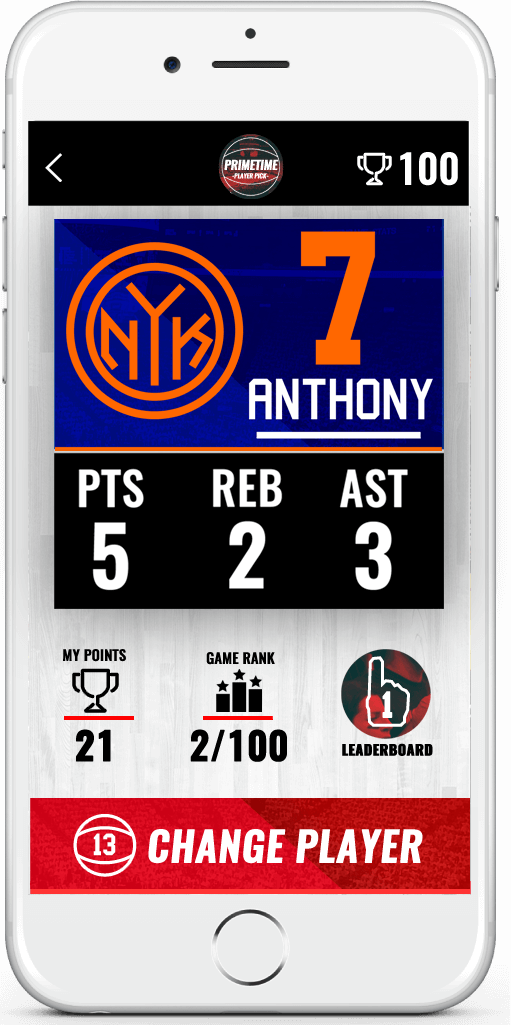 PRIMETIME
-PLAYER PICK-
100
NYK
7
ANTHONY
PTS REB AST
5 2 3
MY POINTS GAME RANK
1
21 2/100 LEADERBOARD
13 CHANGE PLAYER